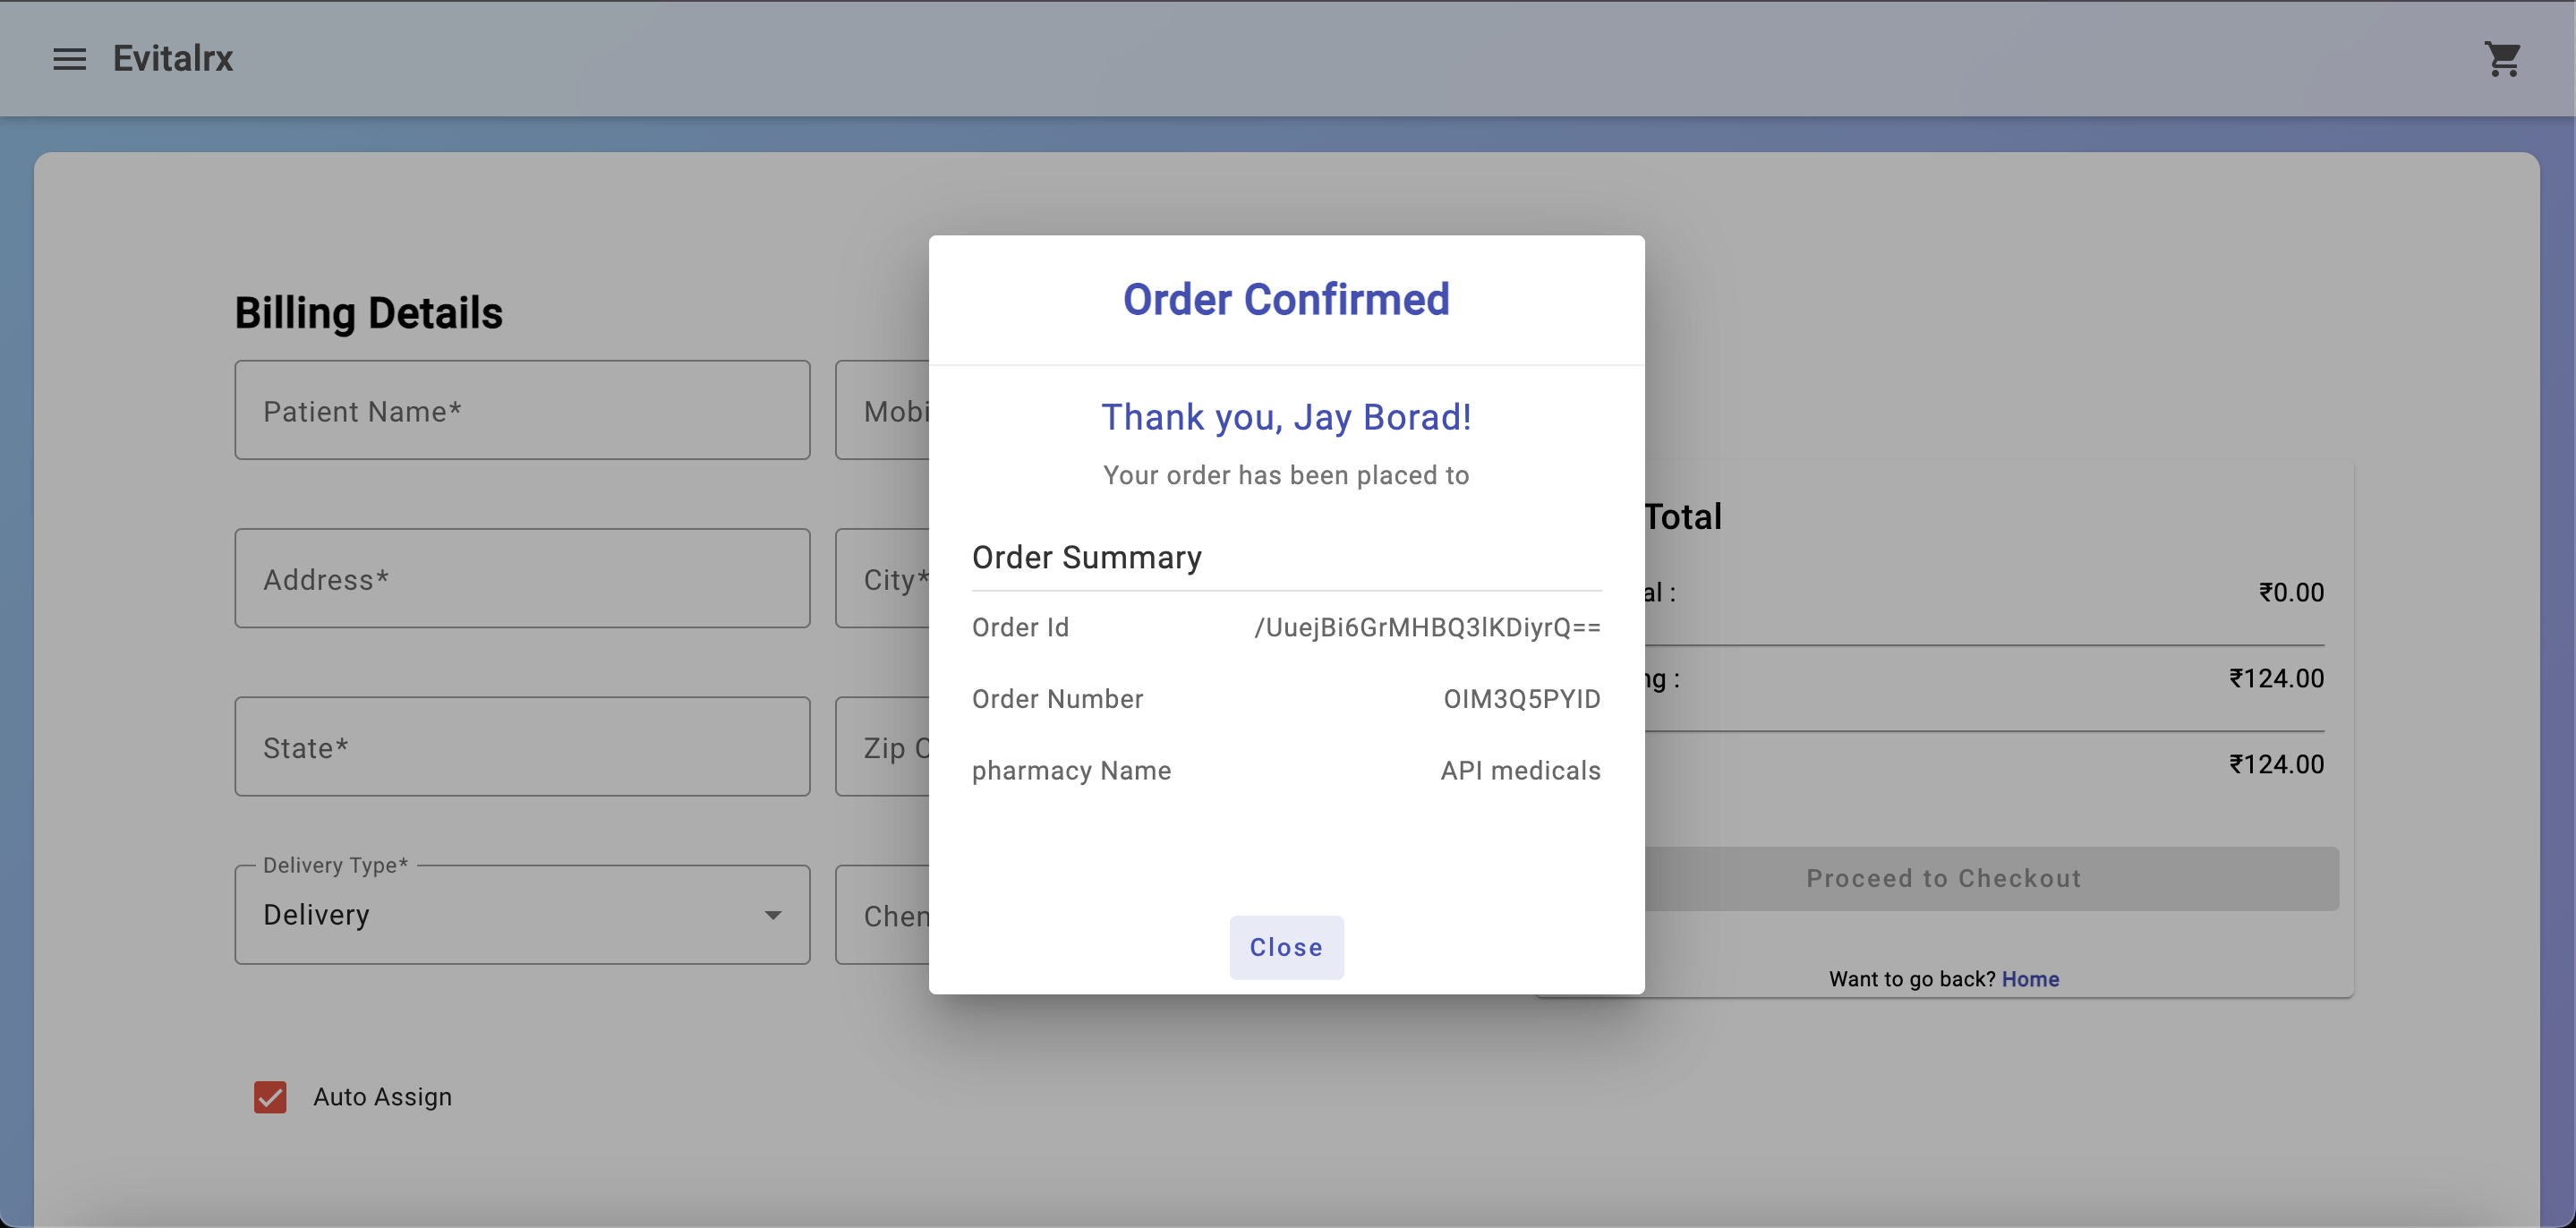 Evitalrx
Billing Details
Patient Name*
Mobi
Address*
City*
State*
Zip C
Delivery Type*
Delivery
Chem
Auto Assign
Order Confirmed
Thank you, Jay Borad!
Your order has been placed to
Order Summary
Order Id /UuejBi6GrMHBQ3lKDiyrQ==
Order Number OIM3Q5PYID
pharmacy Name API medicals
Close
Total
al : ₹0.00
ng : ₹124.00
₹124.00
Proceed to Checkout
Want to go back? Home